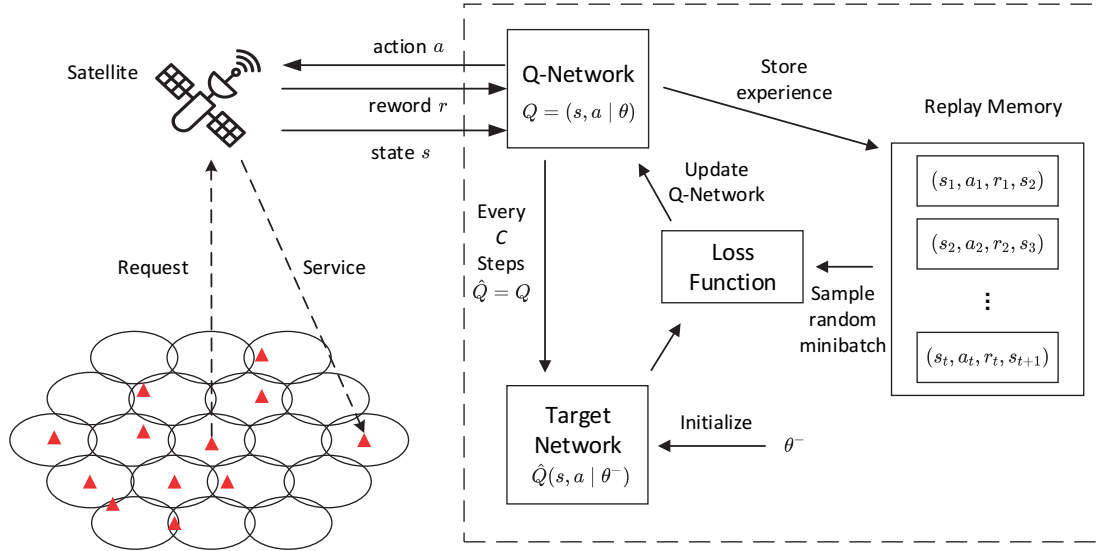 Satellite
action a
reword r
state s
Request
Service
Q-Network
Q = (s, a | θ)
Store
experience
Replay Memory
(s₁, a₁, r₁, s₂)
(s₂, a₂, r₂, s₃)
⋮
(sₜ, aₜ, rₜ, sₜ₊₁)
Update
Q-Network
Every
C
Steps
Q̂ = Q
Loss
Function
Sample
random
minibatch
Target
Network
Q̂(s, a | θ⁻)
Initialize
θ⁻